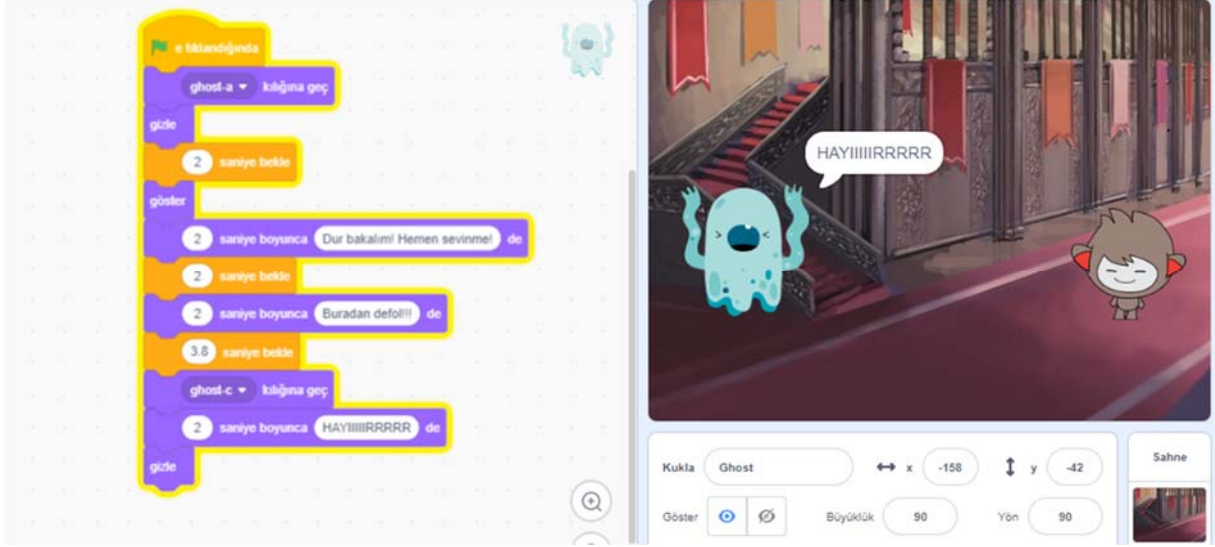 e tıklandığında
ghost-a kılığına geç
gizle
2 saniye bekle
göster
2 saniye boyunca Dur bakalım! Hemen sevinme! de
2 saniye bekle
2 saniye boyunca Buradan defol!!! de
3.8 saniye bekle
ghost-c kılığına geç
2 saniye boyunca HAYIIIIIIRRRRR de
gizle
HAYIIIIIIRRRRR
Kukla Ghost x -158 y -42
Göster Büyüklük 90 Yön 90
Sahne